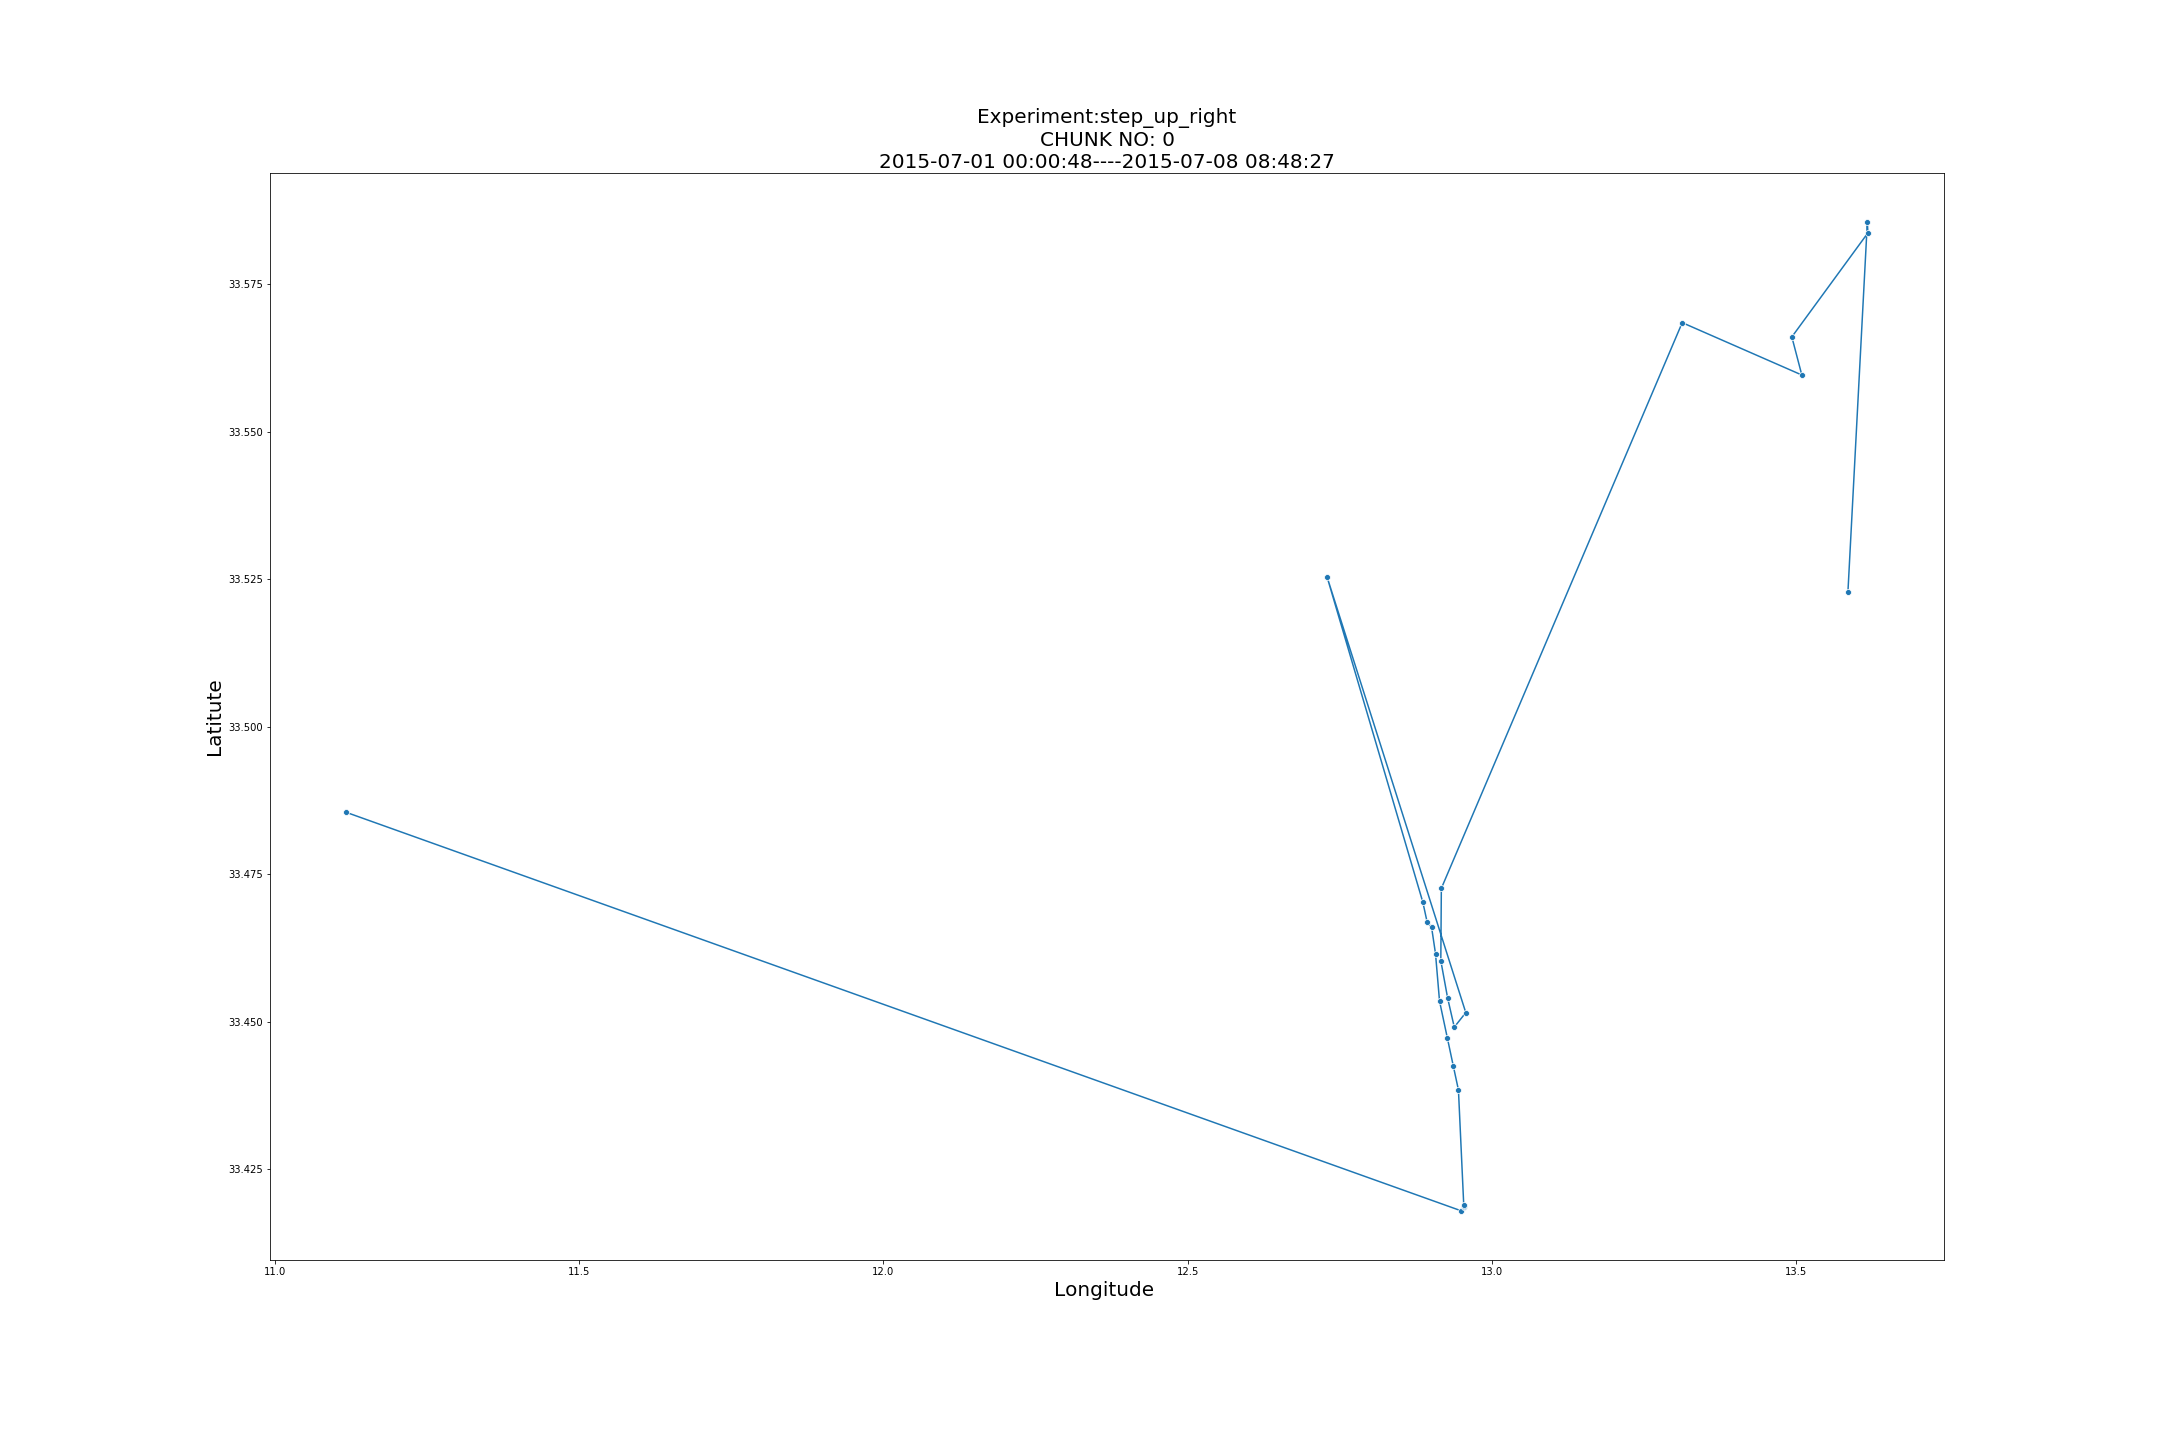 Experiment:step_up_right
CHUNK NO: 0
2015-07-01 00:00:48----2015-07-08 08:48:27
33.575
33.550
33.525
33.500
33.475
33.450
33.425
Latitute
11.0 11.5 12.0 12.5 13.0 13.5
Longitude